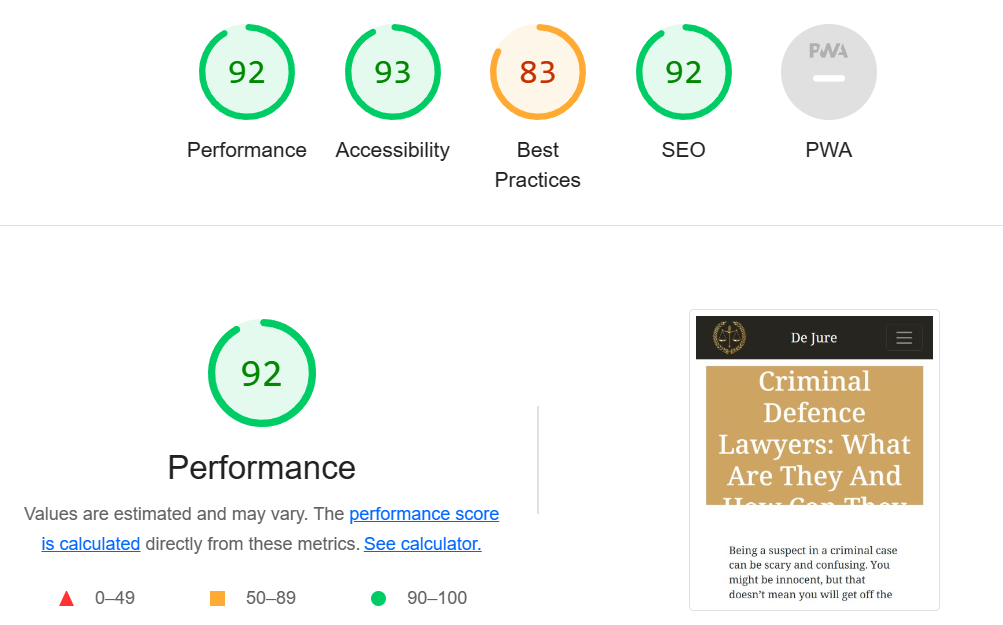 92
93
83
92
PWA
Performance
Accessibility
Best
Practices
SEO
PWA
92
Performance
Values are estimated and may vary. The performance score
is calculated directly from these metrics. See calculator.
0–49
50–89
90–100
De Jure
Criminal
Defence
Lawyers: What
Are They And
How Can They
Being a suspect in a criminal case
can be scary and confusing. You
might be innocent, but that
doesn’t mean you will get off the